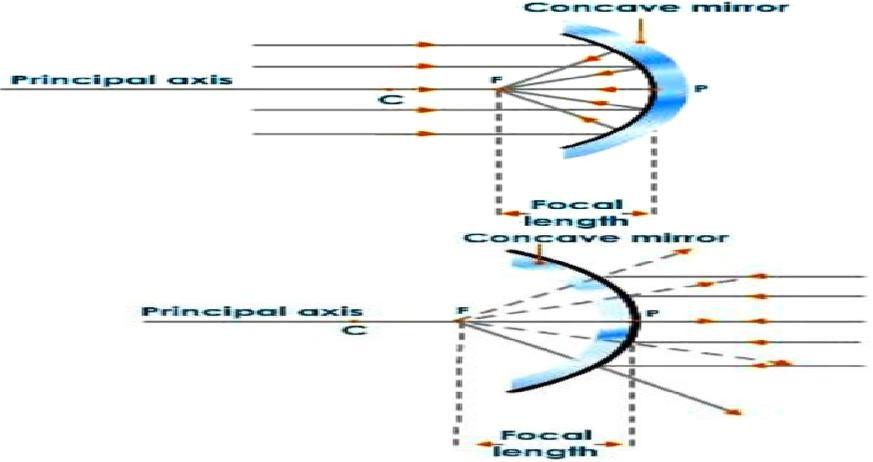 Concave mirror
Principal axis
F
P
C
Focal
length
Concave mirror
Principal axis
F
P
C
Focal
length